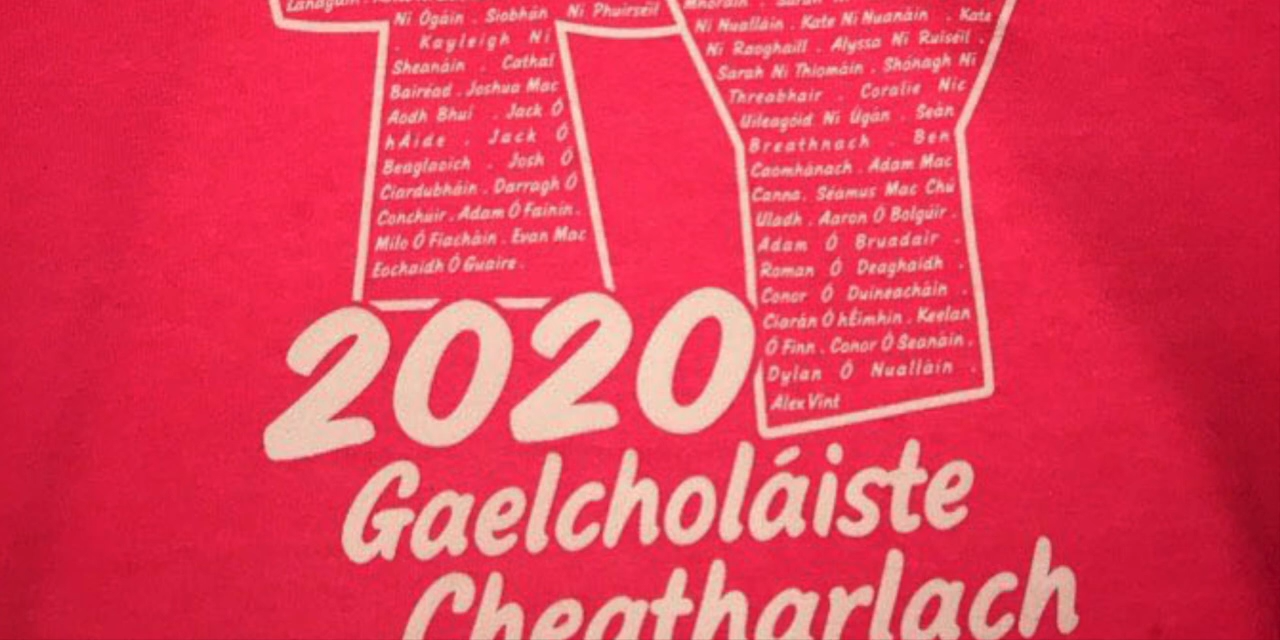 Ní Ógáin . Siobhán Ní Phuirséil
. Kayleigh Ní
Sheanáin . Cathal
Bairéad . Joshua Mac
Aodh Bhuí . Jack Ó
hÁide . Jack Ó
Beaglaoich . Josh Ó
Ciardubháin . Darragh Ó
Conchuir . Adam Ó Fainín .
Milo Ó Fiacháin . Evan Mac
Eochaidh Ó Guaire .
Ní Nualláin . Kate Ní Nuanáin . Kate
Ní Raoghaill . Alyssa Ní Ruiséil .
Sarah Ní Thiomáin . Shónagh Ní
Threabhair . Coralie Nic
Uileagóid Ní Úgán . Seán
Breathnach . Ben
Caomhánach . Adam Mac
Canna . Séamus Mac Chú
Uladh . Aaron Ó Bolguir .
Adam Ó Bruadair .
Roman Ó Deaghaidh .
Conor Ó Duineacháin .
Ciarán Ó hÉimhin . Keelan
Ó Finn . Conor Ó Seanáin .
Dylan Ó Nualláin .
Alex Vint
2020
Gaelcholáiste
Cheatharlach